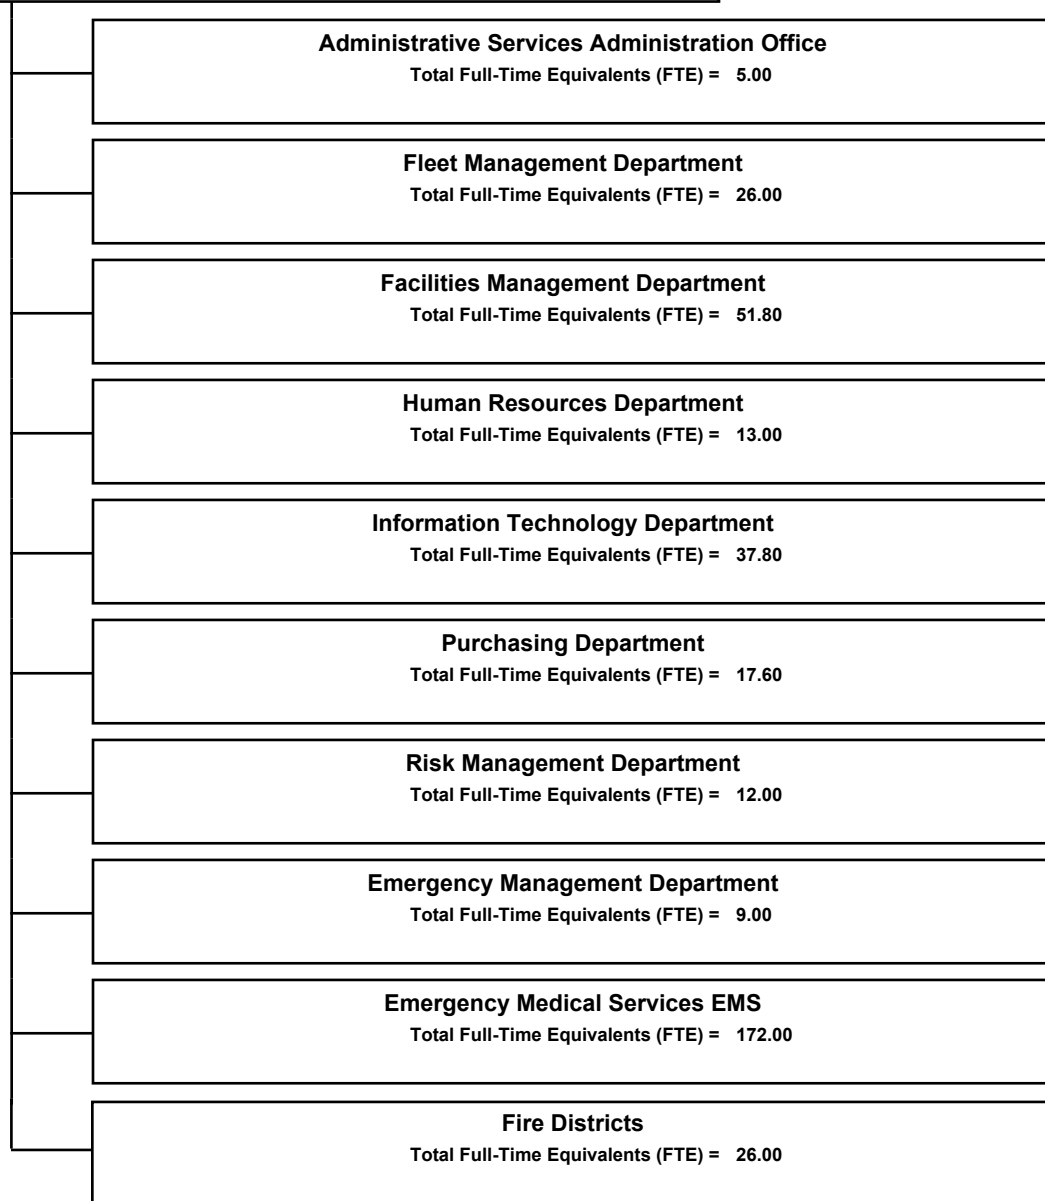 Administrative Services Administration Office
Total Full-Time Equivalents (FTE) = 5.00
Fleet Management Department
Total Full-Time Equivalents (FTE) = 26.00
Facilities Management Department
Total Full-Time Equivalents (FTE) = 51.80
Human Resources Department
Total Full-Time Equivalents (FTE) = 13.00
Information Technology Department
Total Full-Time Equivalents (FTE) = 37.80
Purchasing Department
Total Full-Time Equivalents (FTE) = 17.60
Risk Management Department
Total Full-Time Equivalents (FTE) = 12.00
Emergency Management Department
Total Full-Time Equivalents (FTE) = 9.00
Emergency Medical Services EMS
Total Full-Time Equivalents (FTE) = 172.00
Fire Districts
Total Full-Time Equivalents (FTE) = 26.00